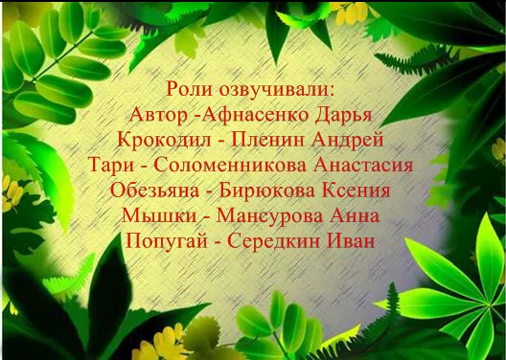 Роли озвучивали:
Автор -Афнасенко Дарья
Крокодил - Пленин Андрей
Тари - Соломенникова Анастасия
Обезьяна - Бирюкова Ксения
Мышки - Мансурова Анна
Попугай - Середкин Иван